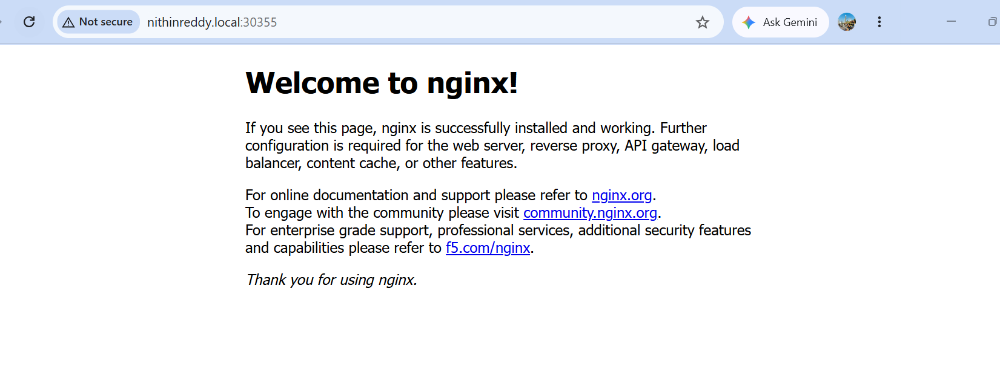 Not secure
nithinreddy.local:30355
Ask Gemini
Welcome to nginx!
If you see this page, nginx is successfully installed and working. Further
configuration is required for the web server, reverse proxy, API gateway, load
balancer, content cache, or other features.
For online documentation and support please refer to nginx.org.
To engage with the community please visit community.nginx.org.
For enterprise grade support, professional services, additional security features
and capabilities please refer to f5.com/nginx.
Thank you for using nginx.